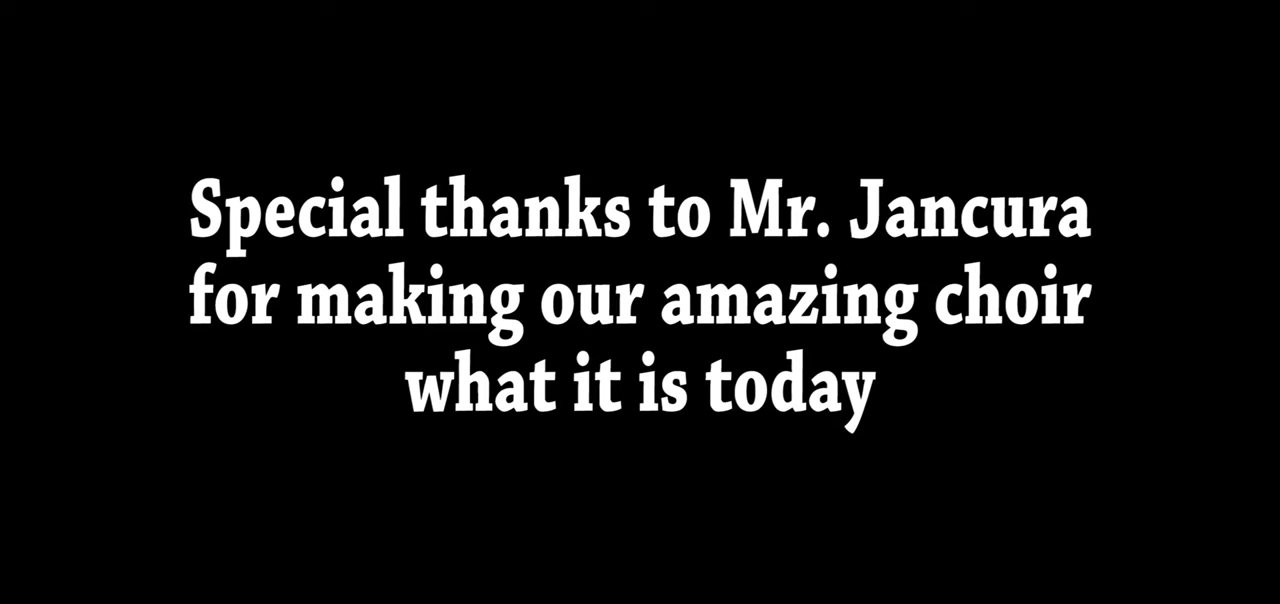 Special thanks to Mr. Jancura
for making our amazing choir
what it is today